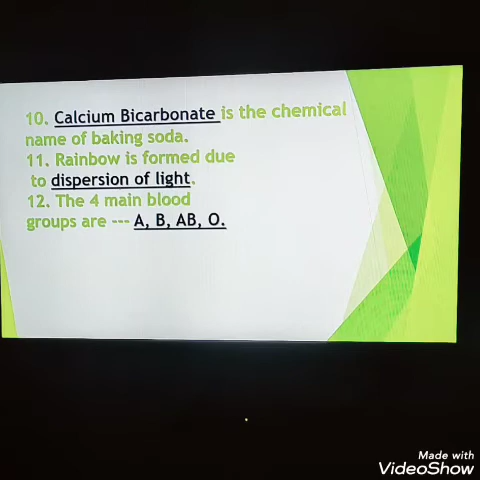 10. Calcium Bicarbonate is the chemical
name of baking soda.
11. Rainbow is formed due
to dispersion of light.
12. The 4 main blood
groups are --- A, B, AB, O.
Made with
VideoShow